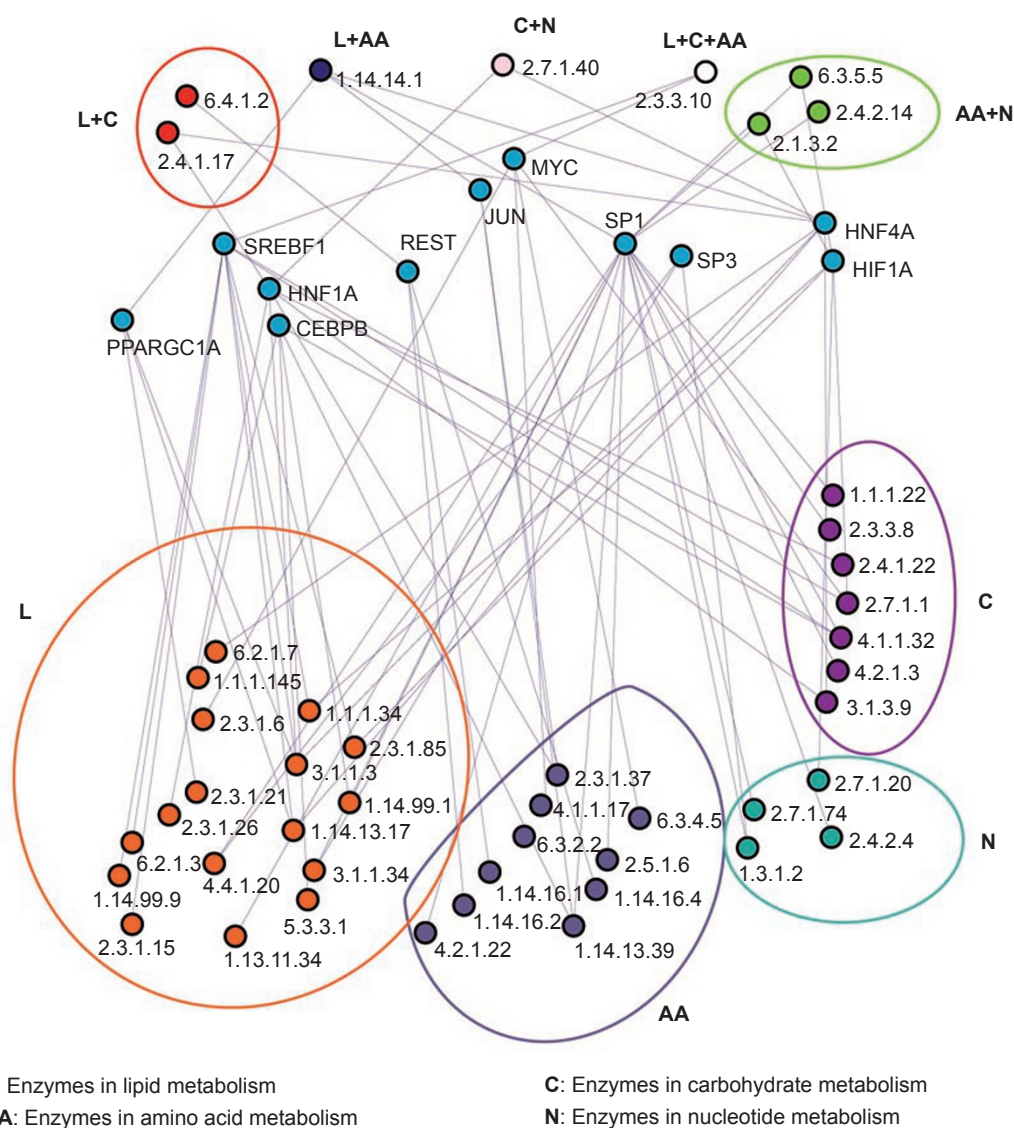 L+AA
C+N
L+C+AA
1.14.14.1
2.7.1.40
2.3.3.10
6.3.5.5
2.4.2.14
2.1.3.2
AA+N
L+C
6.4.1.2
2.4.1.17
MYC
JUN
SREBF1
REST
SP1
SP3
HNF4A
HIF1A
HNF1A
CEBPB
PPARGC1A
L
6.2.1.7
1.1.1.145
2.3.1.6
1.1.1.34
2.3.1.85
3.1.1.3
2.3.1.21
1.14.99.1
2.3.1.26
1.14.13.17
6.2.1.3
4.4.1.20
3.1.1.34
1.14.99.9
5.3.3.1
2.3.1.15
1.13.11.34
2.3.1.37
4.1.1.17
6.3.4.5
6.3.2.2
2.5.1.6
1.14.16.1
1.14.16.4
1.14.16.2
4.2.1.22
1.14.13.39
AA
1.1.1.22
2.3.3.8
2.4.1.22
C
2.7.1.1
4.1.1.32
4.2.1.3
3.1.3.9
2.7.1.20
2.7.1.74
2.4.2.4
N
1.3.1.2
Enzymes in lipid metabolism
C: Enzymes in carbohydrate metabolism
A: Enzymes in amino acid metabolism
N: Enzymes in nucleotide metabolism